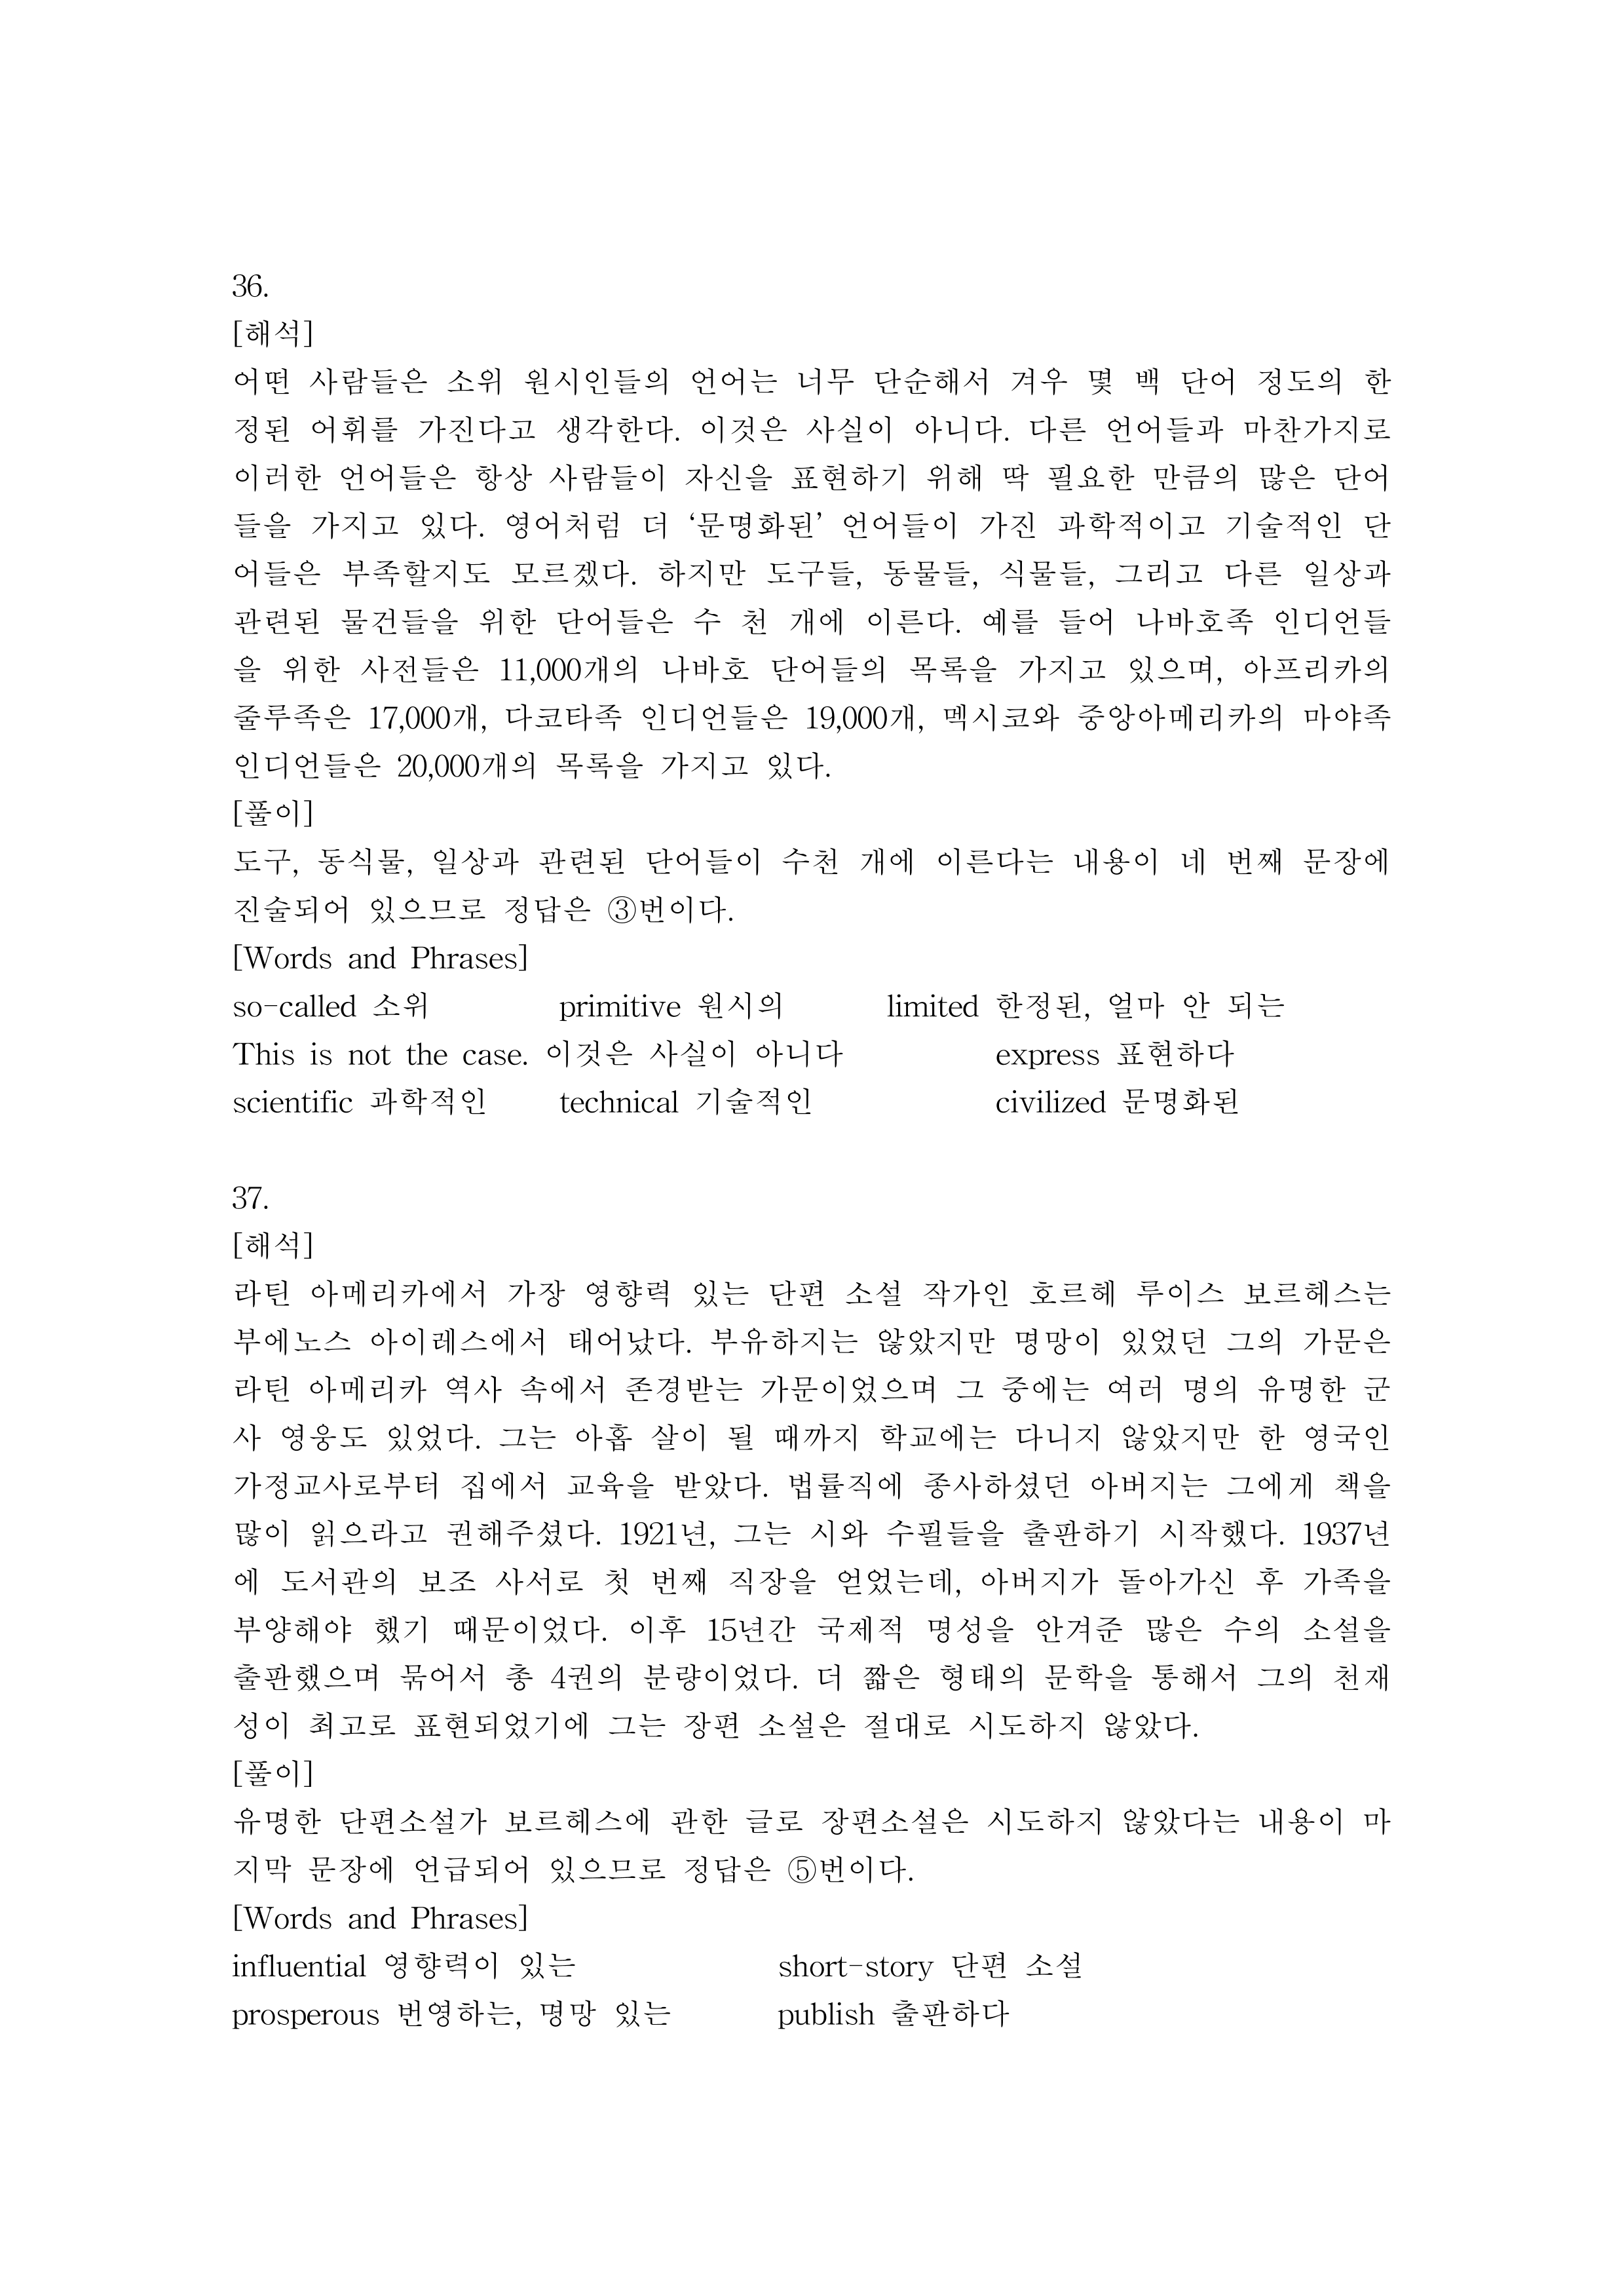 36.
[해석]
어떤 사람들은 소위 원시인들의 언어는 너무 단순해서 겨우 몇 백 단어 정도의 한
정된 어휘를 가진다고 생각한다. 이것은 사실이 아니다. 다른 언어들과 마찬가지로
이러한 언어들은 항상 사람들이 자신을 표현하기 위해 딱 필요한 만큼의 많은 단어
들을 가지고 있다. 영어처럼 더 ‘문명화된’ 언어들이 가진 과학적이고 기술적인 단
어들은 부족할지도 모르겠다. 하지만 도구들, 동물들, 식물들, 그리고 다른 일상과
관련된 물건들을 위한 단어들은 수 천 개에 이른다. 예를 들어 나바호족 인디언들
을 위한 사전들은 11,000개의 나바호 단어들의 목록을 가지고 있으며, 아프리카의
줄루족은 17,000개, 다코타족 인디언들은 19,000개, 멕시코와 중앙아메리카의 마야족
인디언들은 20,000개의 목록을 가지고 있다.
[풀이]
도구, 동식물, 일상과 관련된 단어들이 수천 개에 이른다는 내용이 네 번째 문장에
진술되어 있으므로 정답은 ③번이다.
[Words and Phrases]
so-called 소위 primitive 원시의 limited 한정된, 얼마 안 되는
This is not the case. 이것은 사실이 아니다 express 표현하다
scientific 과학적인 technical 기술적인 civilized 문명화된
37.
[해석]
라틴 아메리카에서 가장 영향력 있는 단편 소설 작가인 호르헤 루이스 보르헤스는
부에노스 아이레스에서 태어났다. 부유하지는 않았지만 명망이 있었던 그의 가문은
라틴 아메리카 역사 속에서 존경받는 가문이었으며 그 중에는 여러 명의 유명한 군
사 영웅도 있었다. 그는 아홉 살이 될 때까지 학교에는 다니지 않았지만 한 영국인
가정교사로부터 집에서 교육을 받았다. 법률직에 종사하셨던 아버지는 그에게 책을
많이 읽으라고 권해주셨다. 1921년, 그는 시와 수필들을 출판하기 시작했다. 1937년
에 도서관의 보조 사서로 첫 번째 직장을 얻었는데, 아버지가 돌아가신 후 가족을
부양해야 했기 때문이었다. 이후 15년간 국제적 명성을 안겨준 많은 수의 소설을
출판했으며 묶어서 총 4권의 분량이었다. 더 짧은 형태의 문학을 통해서 그의 천재
성이 최고로 표현되었기에 그는 장편 소설은 절대로 시도하지 않았다.
[풀이]
유명한 단편소설가 보르헤스에 관한 글로 장편소설은 시도하지 않았다는 내용이 마
지막 문장에 언급되어 있으므로 정답은 ⑤번이다.
[Words and Phrases]
influential 영향력이 있는 short-story 단편 소설
prosperous 번영하는, 명망 있는 publish 출판하다